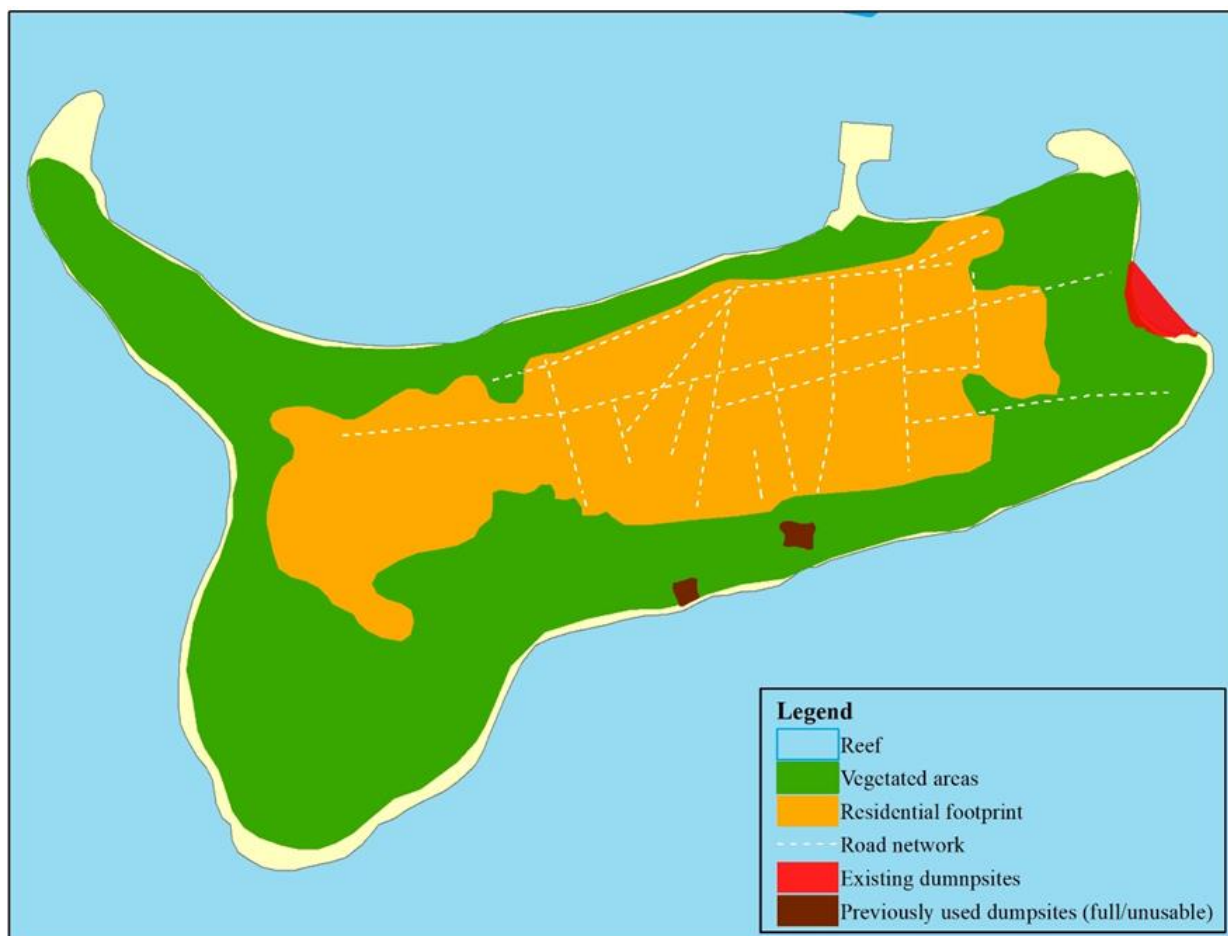 Legend
Reef
Vegetated areas
Residential footprint
Road network
Existing dumnpsites
Previously used dumpsites (full/unusable)